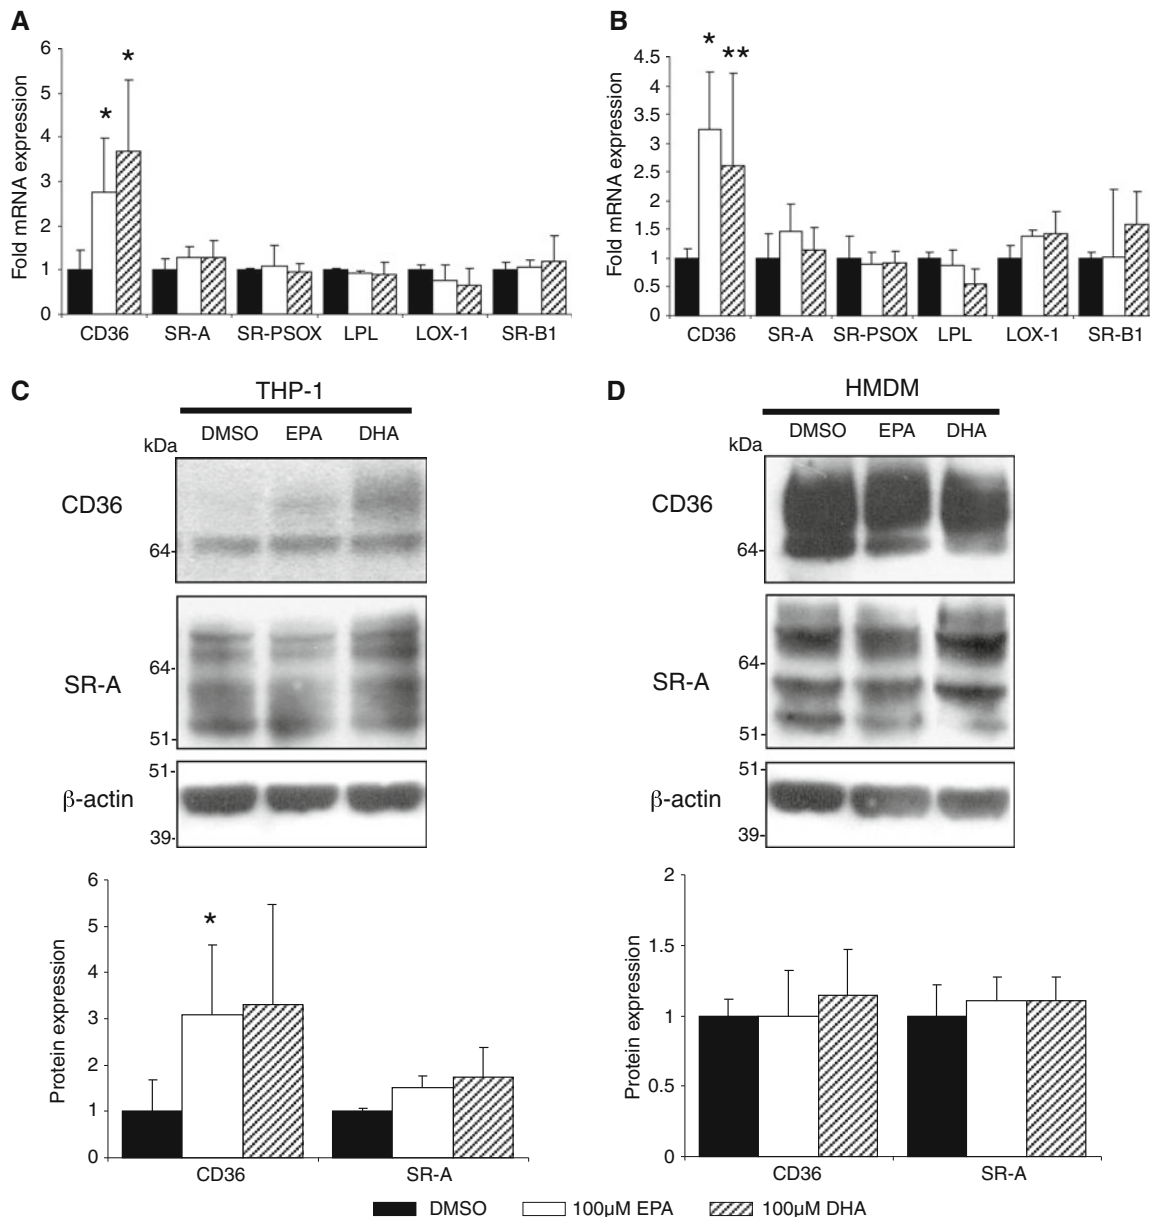 A
Fold mRNA expression
6
5
4
3
2
1
0
*
*
CD36 SR-A SR-PSOX LPL LOX-1 SR-B1
B
Fold mRNA expression
4.5
4
3.5
3
2.5
2
1.5
1
0.5
0
*
**
CD36 SR-A SR-PSOX LPL LOX-1 SR-B1
C
THP-1
kDa
DMSO EPA DHA
CD36
64-
SR-A
64-
51-
β-actin
51-
39-
Protein expression
6
5
4
3
2
1
0
*
CD36 SR-A
D
HMDM
kDa
DMSO EPA DHA
CD36
64-
SR-A
64-
51-
β-actin
51-
39-
Protein expression
2
1.5
1
0.5
0
CD36 SR-A
DMSO 100μM EPA 100μM DHA